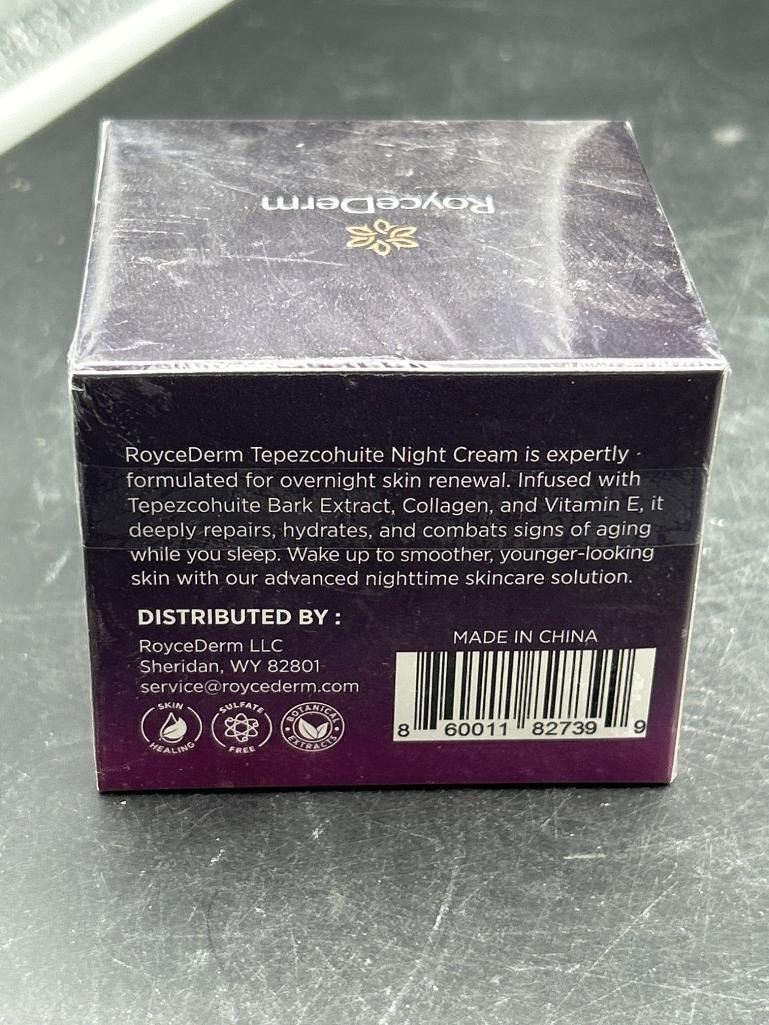 RoyceDerm
RoyceDerm Tepezcohuite Night Cream is expertly
formulated for overnight skin renewal. Infused with
Tepezcohuite Bark Extract, Collagen, and Vitamin E, it
deeply repairs, hydrates, and combats signs of aging
while you sleep. Wake up to smoother, younger-looking
skin with our advanced nighttime skincare solution.
DISTRIBUTED BY :
RoyceDerm LLC
Sheridan, WY 82801
service@roycederm.com
MADE IN CHINA
SKIN
HEALING
SULFATE
FREE
BOTANICAL
EXTRACTS
8 60011 82739 9